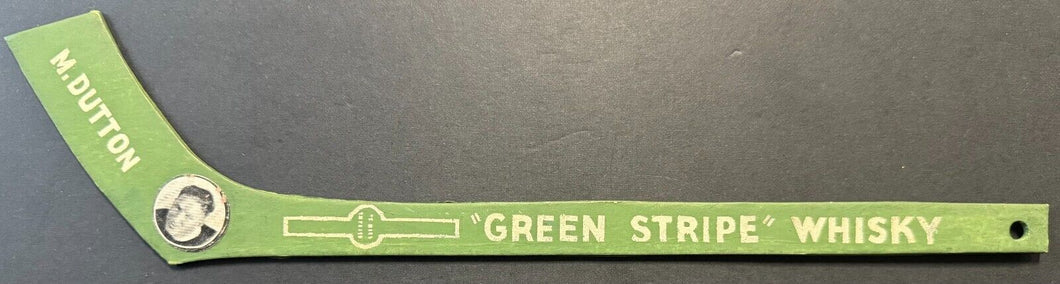 M. DUTTON
"GREEN STRIPE" WHISKY